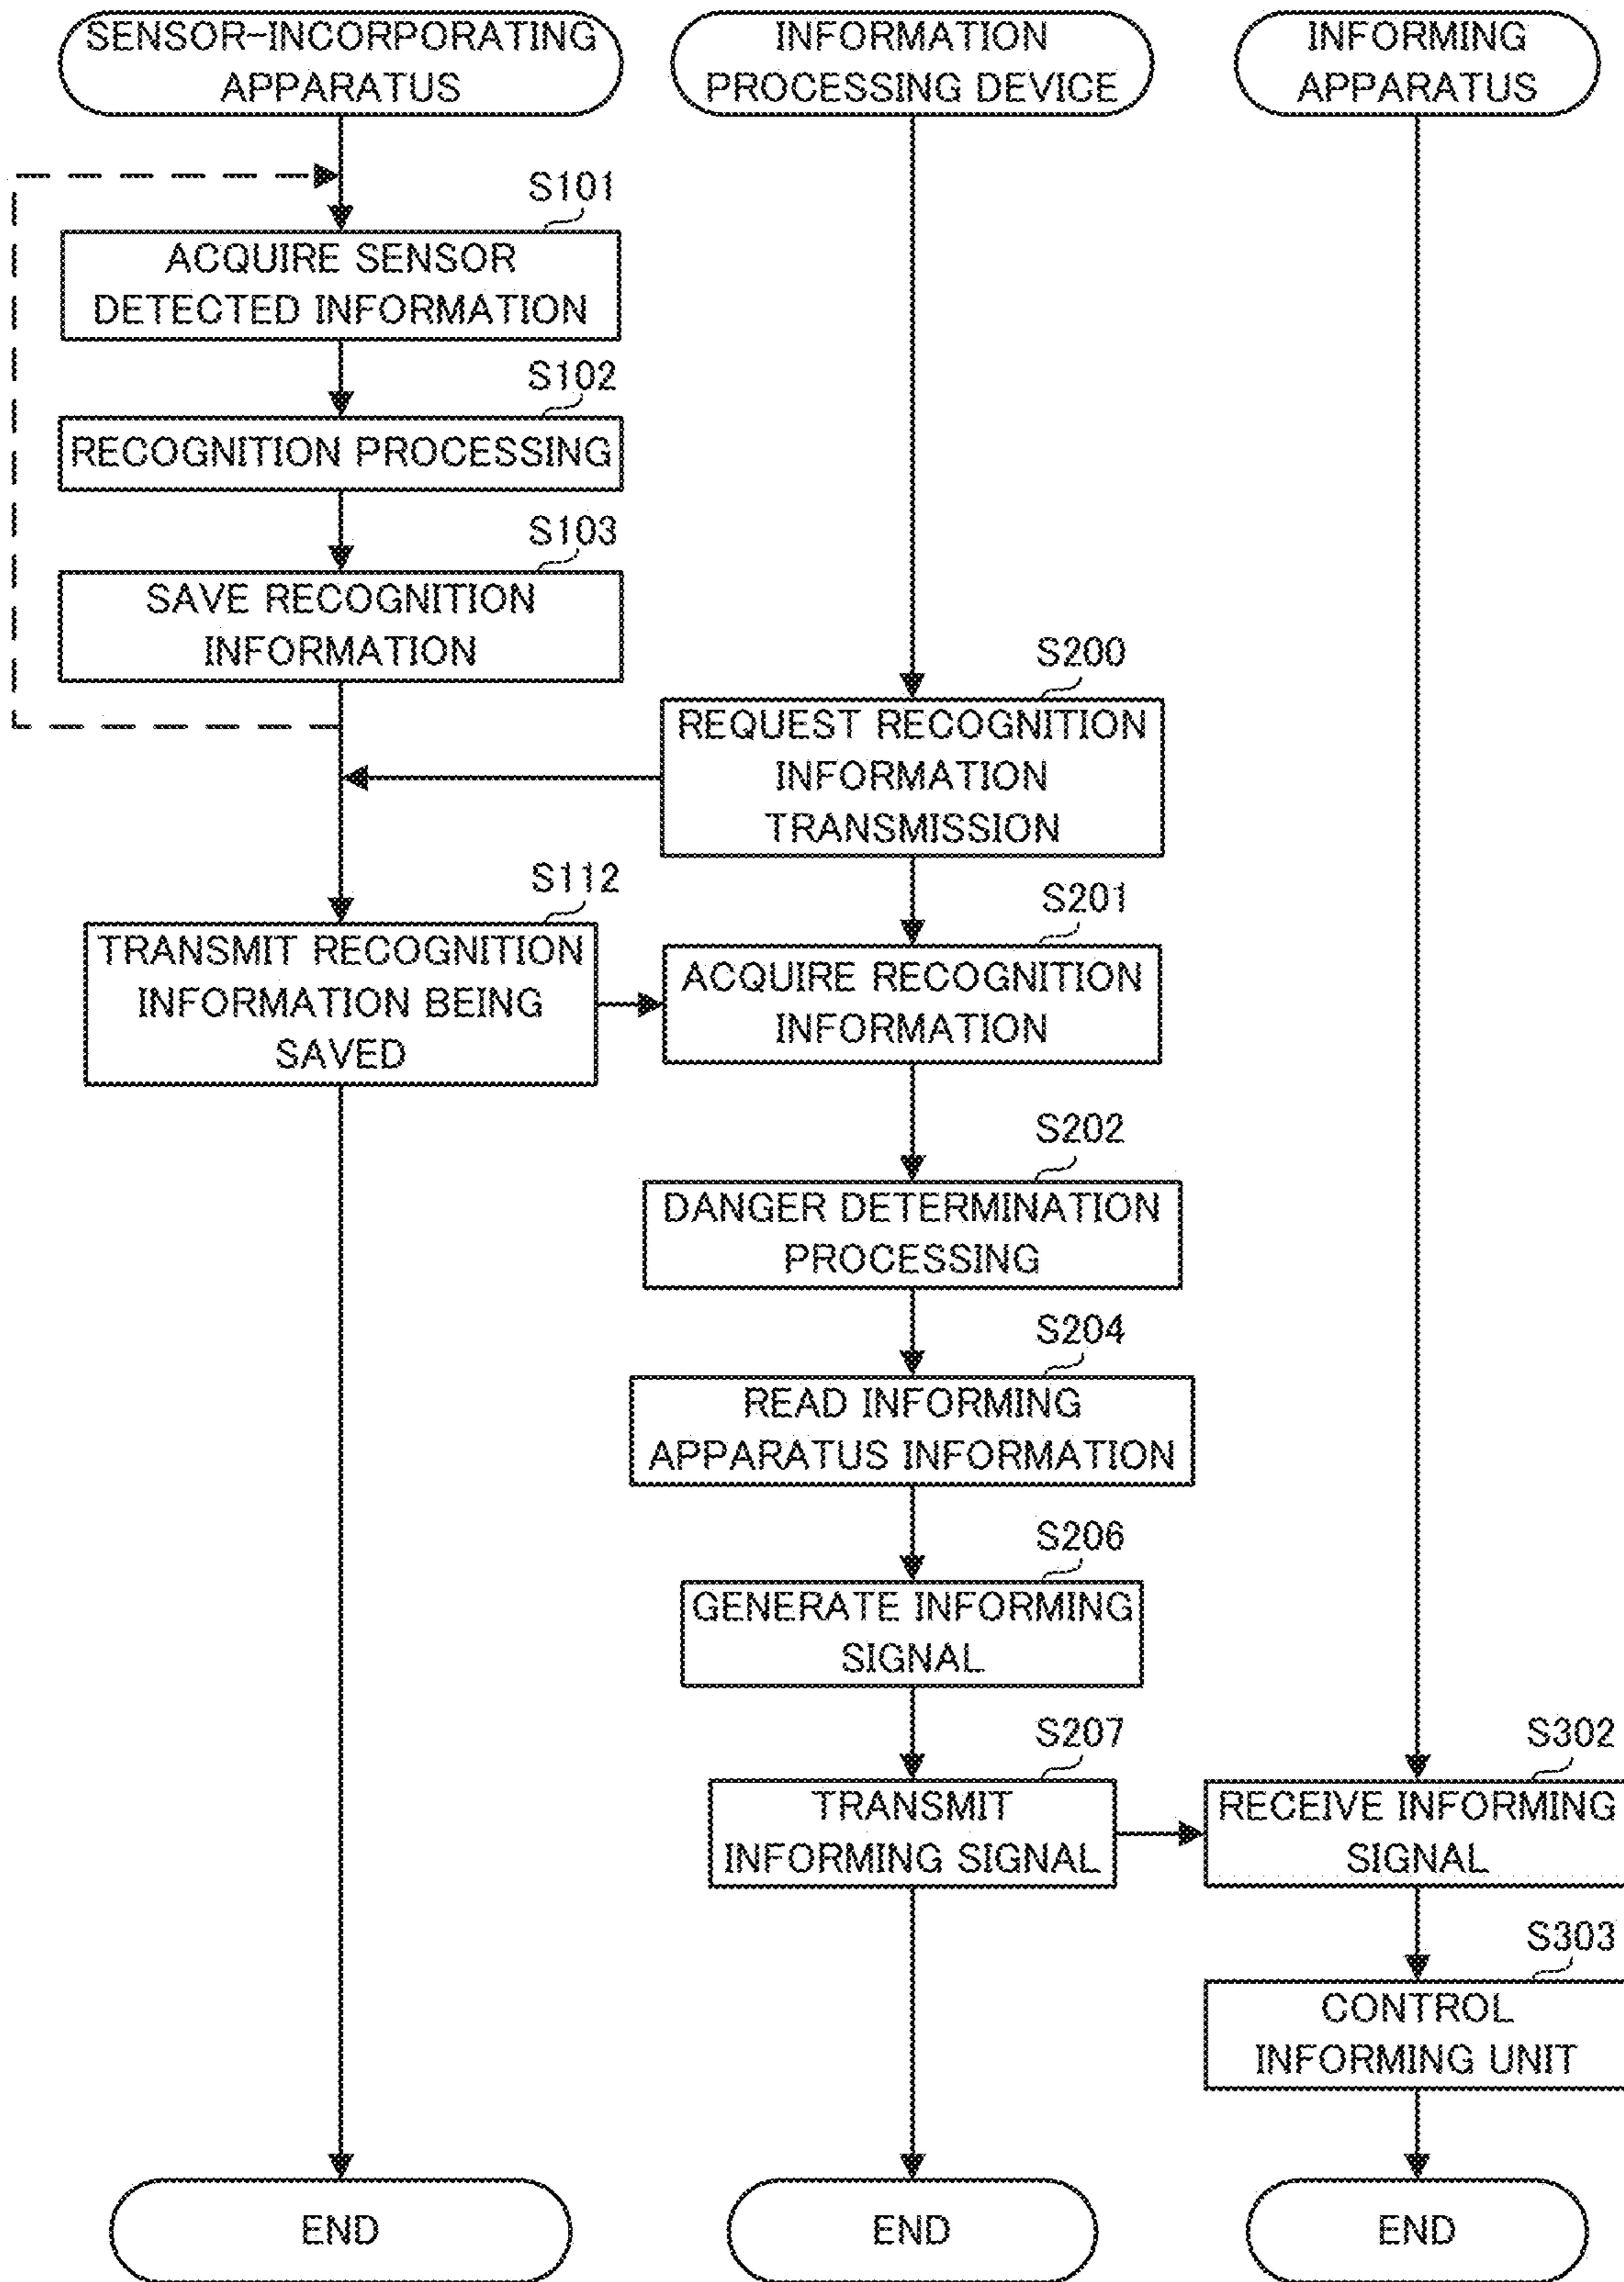 SENSOR-INCORPORATING
APPARATUS
INFORMATION
PROCESSING DEVICE
INFORMING
APPARATUS
S101
ACQUIRE SENSOR
DETECTED INFORMATION
S102
RECOGNITION PROCESSING
S103
SAVE RECOGNITION
INFORMATION
S200
REQUEST RECOGNITION
INFORMATION
TRANSMISSION
S112
TRANSMIT RECOGNITION
INFORMATION BEING
SAVED
S201
ACQUIRE RECOGNITION
INFORMATION
S202
DANGER DETERMINATION
PROCESSING
S204
READ INFORMING
APPARATUS INFORMATION
S206
GENERATE INFORMING
SIGNAL
S207
TRANSMIT
INFORMING SIGNAL
S302
RECEIVE INFORMING
SIGNAL
S303
CONTROL
INFORMING UNIT
END
END
END